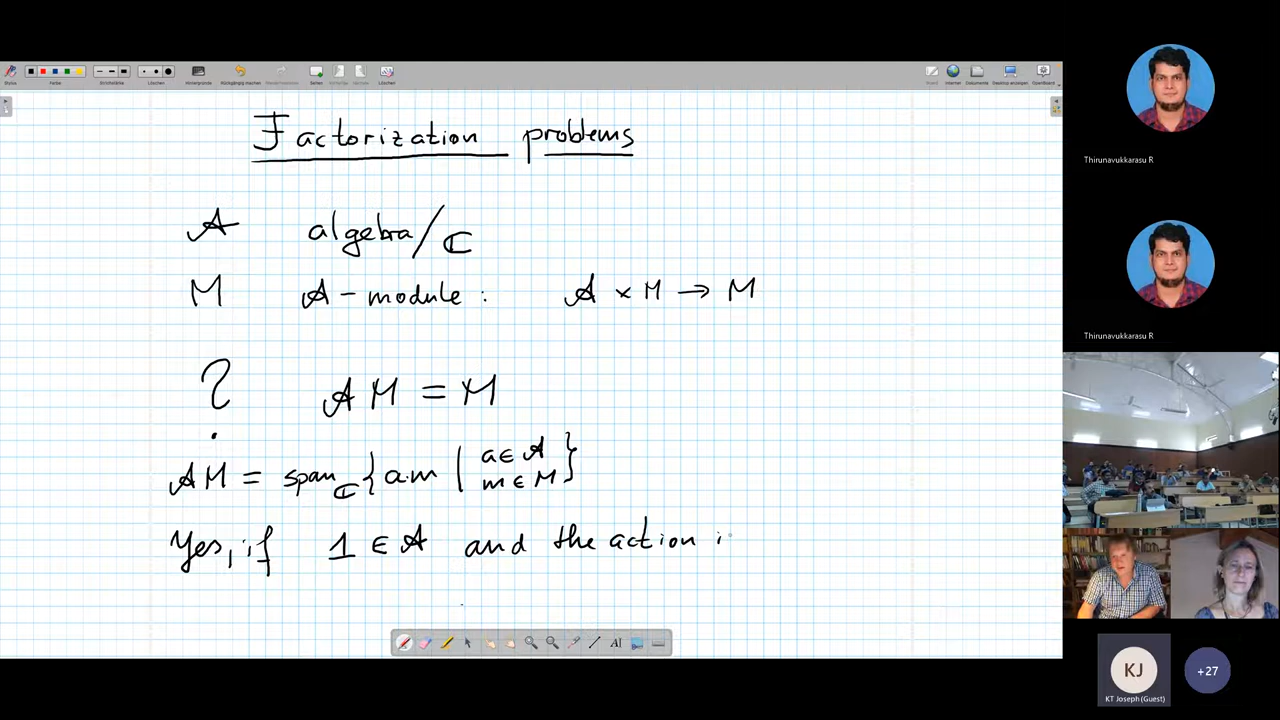 Factorization problems
A algebra/ℂ
M A-module: A × M → M
? AM = M
AM = span_ℂ { a.m | a ∈ A, m ∈ M }
Yes, if 1 ∈ A and the action i
Thirunavukkarasu R
Thirunavukkarasu R
KJ
+27
KT Joseph (Guest)